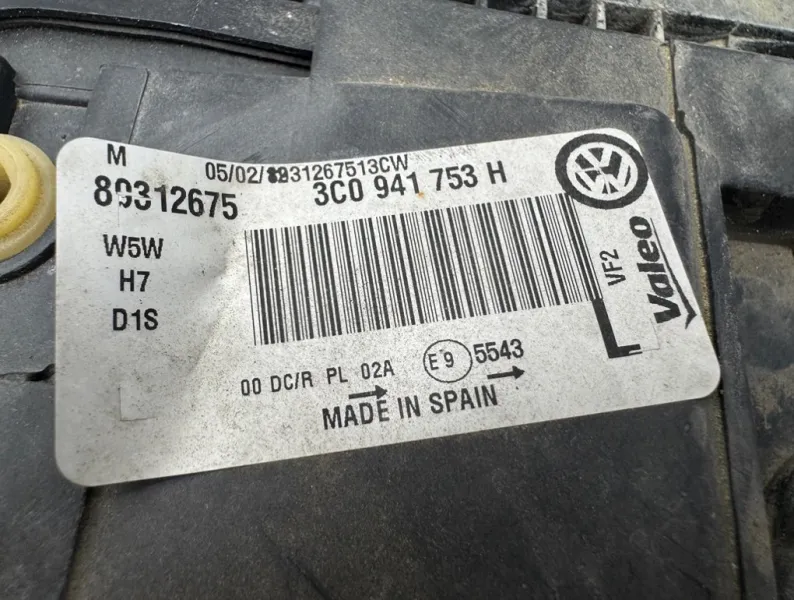 M
05/02/
31267513CW
89312675
3C0 941 753 H
W5W
H7
D1S
L
VF2
Valeo
00 DC/R PL 02A
E9 5543
MADE IN SPAIN